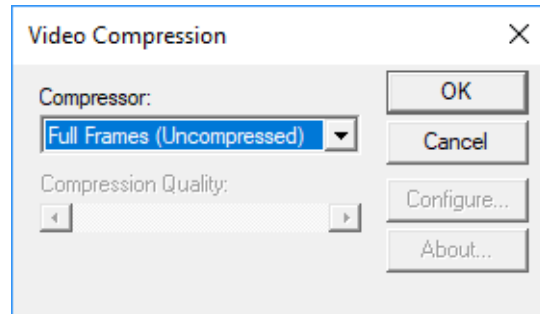 Video Compression
Compressor:
Full Frames (Uncompressed)
Compression Quality:
OK
Cancel
Configure...
About...